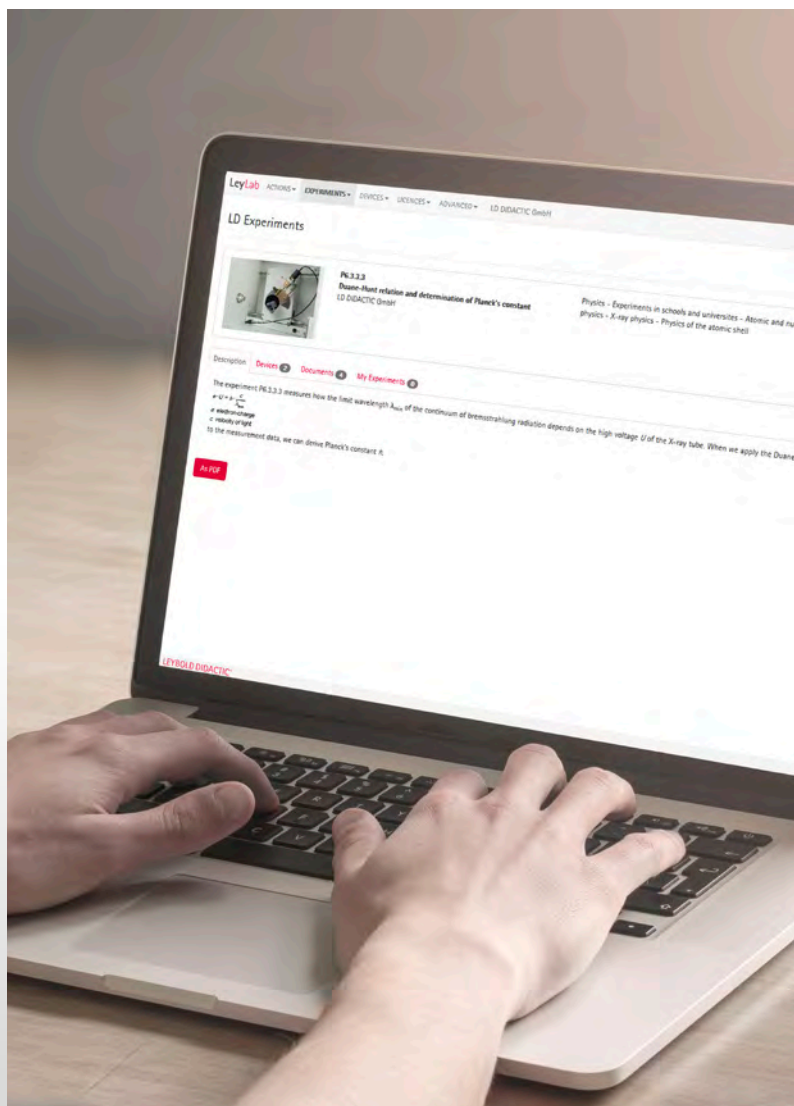 LeyLab ACTIONS EXPERIMENTS DEVICES LICENCES ADVANCED LD DIDACTIC GmbH
LD Experiments
P6.3.3.3
Duane-Hunt relation and determination of Planck's constant
LD DIDACTIC GmbH
Physics - Experiments in schools and universites - Atomic and nu
physics - X-ray physics - Physics of the atomic shell
Description Devices Documents 4 My Experiments 0
The experiment P6.3.3.3 measures how the limit wavelength λmin of the continuum of bremsstrahlung radiation depends on the high voltage U of the X-ray tube. When we apply the Duane
e · U = h · c / λmin
e: electron charge
c: velocity of light
to the measurement data, we can derive Planck's constant h.
As PDF
LEYBOLD DIDACTIC